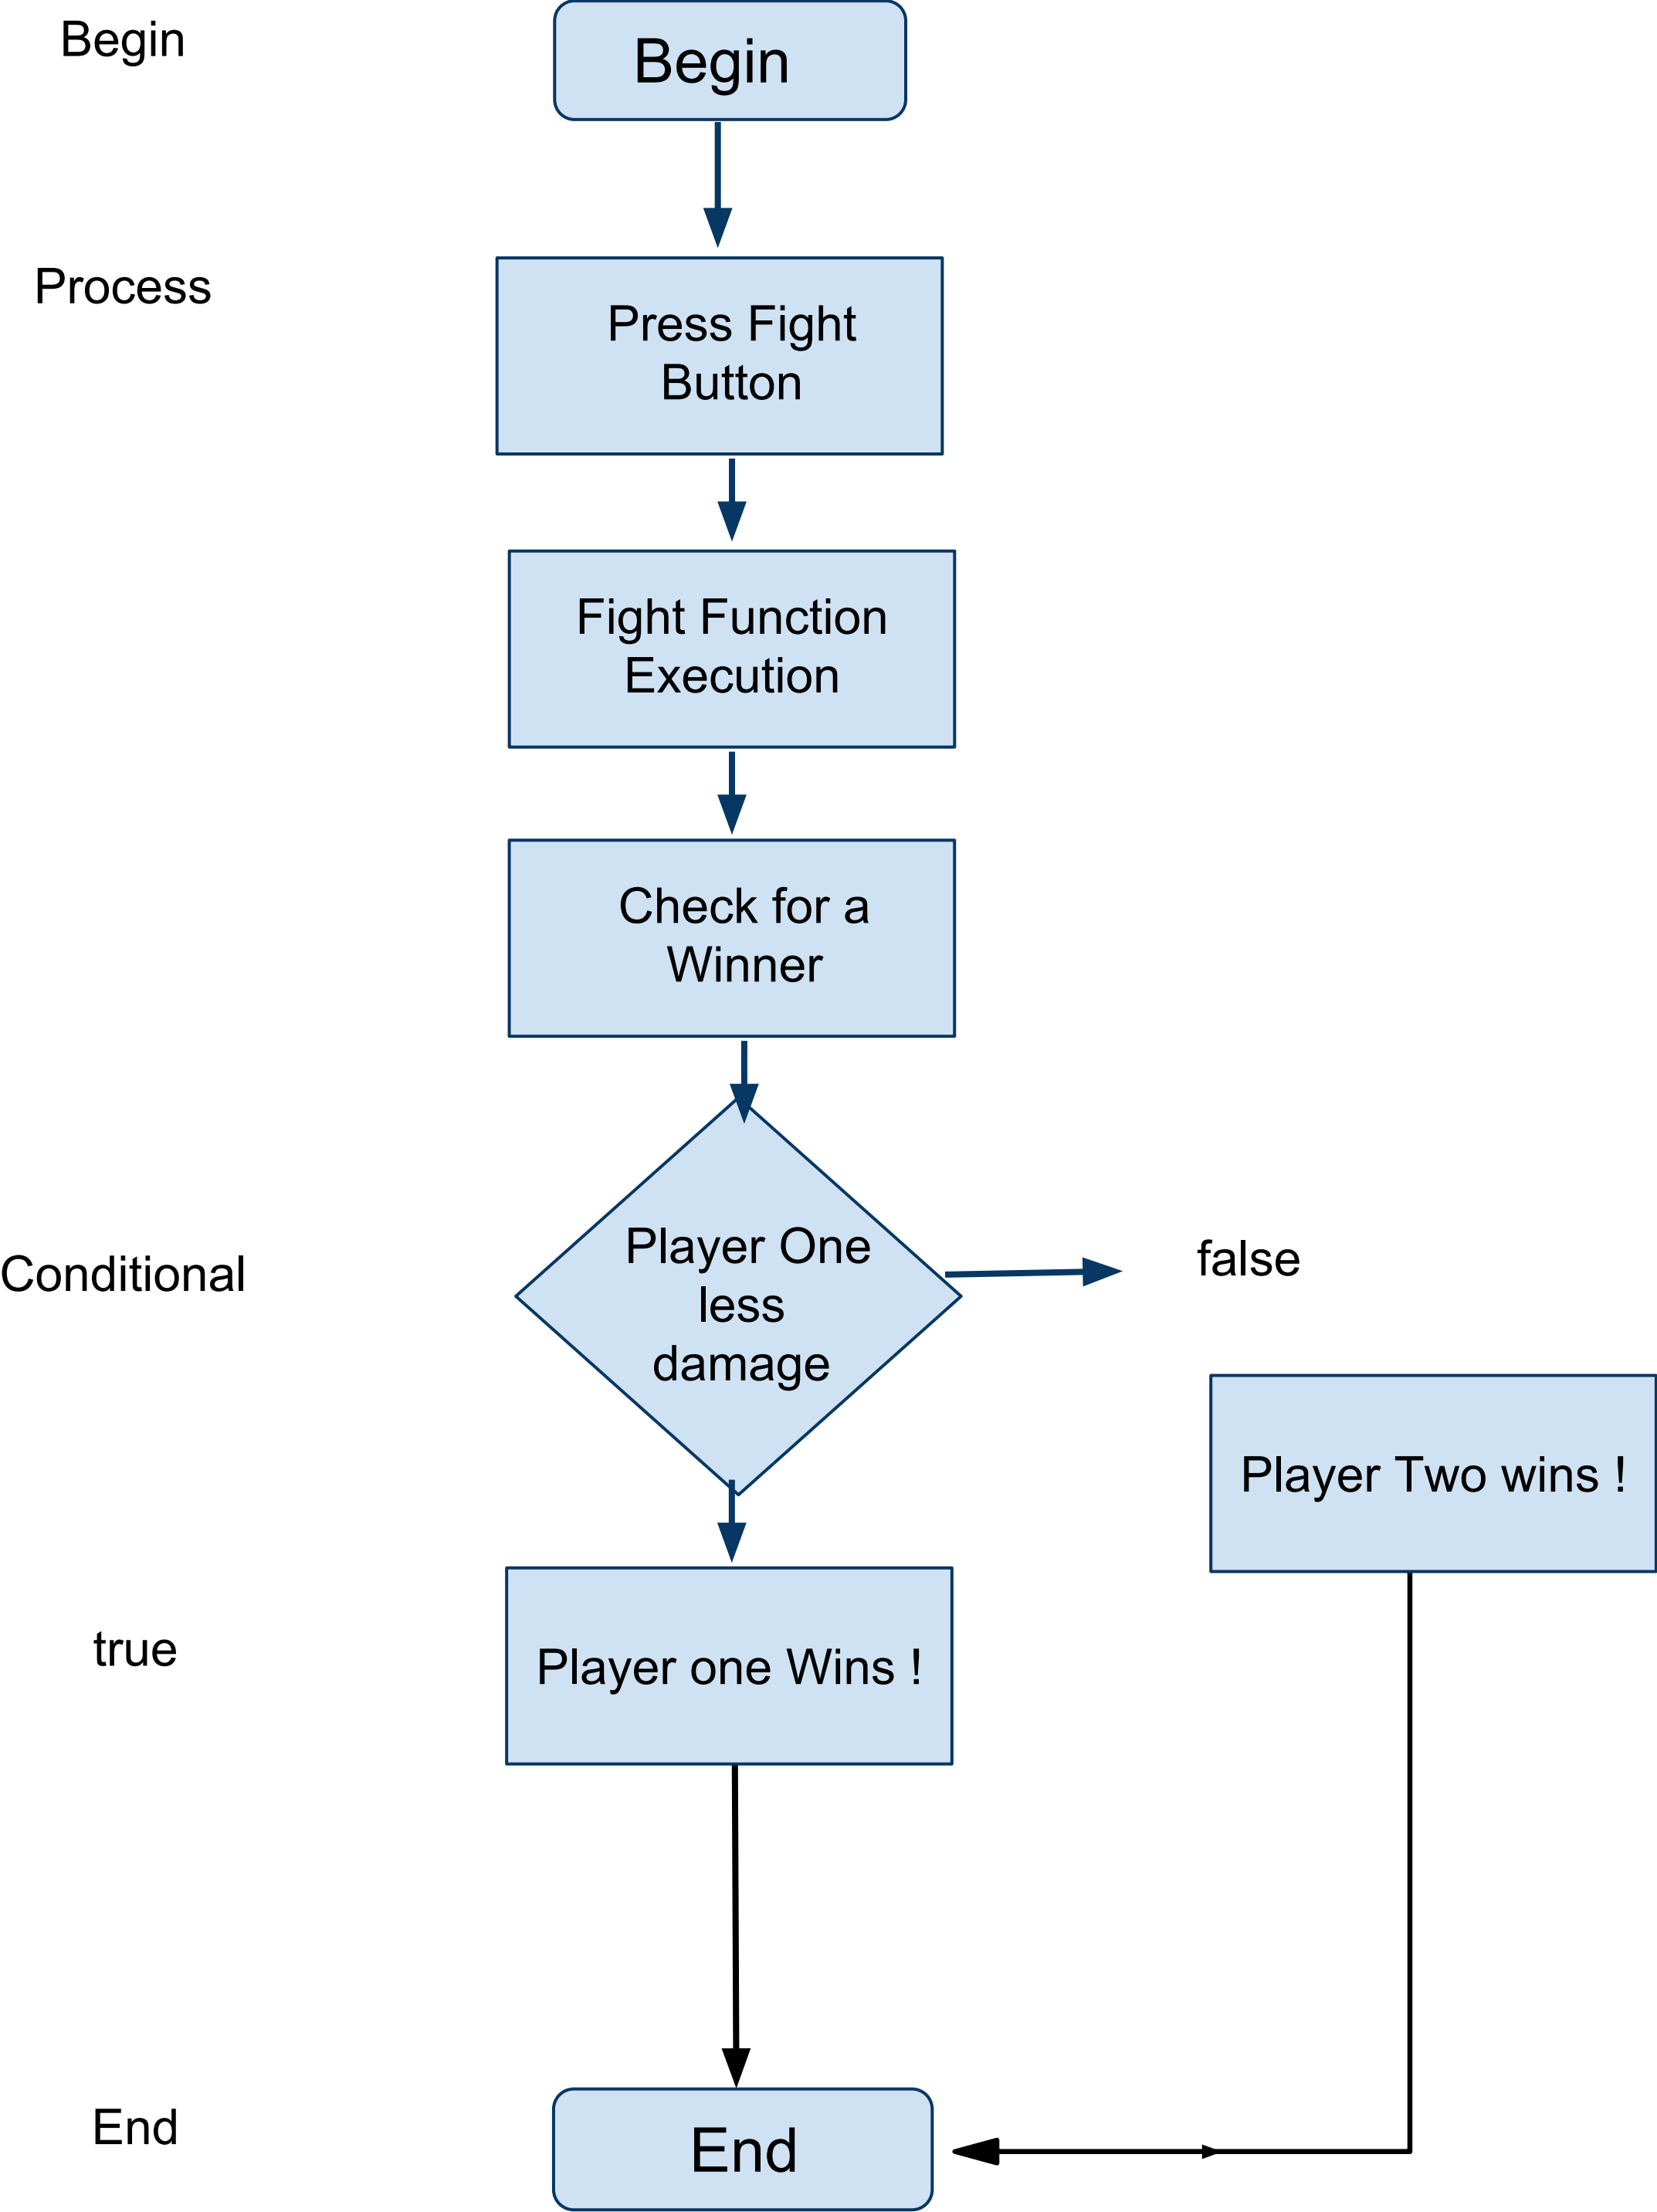 Begin
Begin
Process
Press Fight
Button
Fight Function
Execution
Check for a
Winner
Conditional
Player One
less
damage
false
Player Two wins !
true
Player one Wins !
End
End